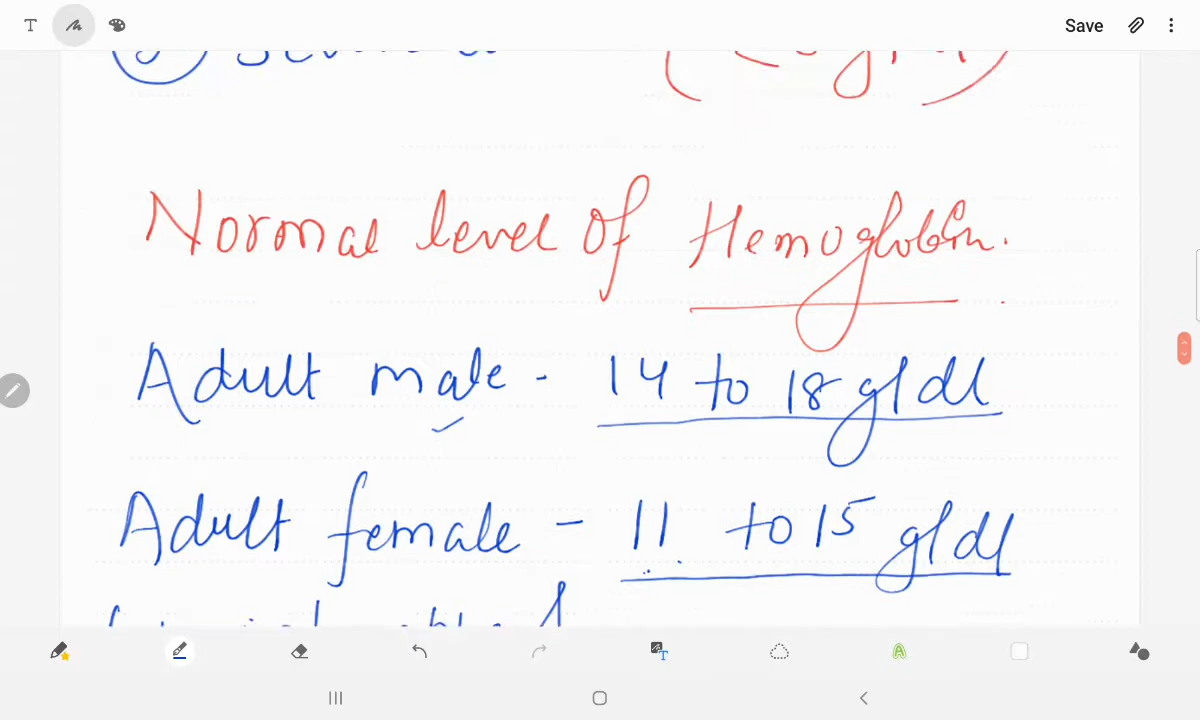 T Save
Normal level of Hemoglobin.
Adult male - 14 to 18 g/dl
Adult female - 11 to 15 g/dl